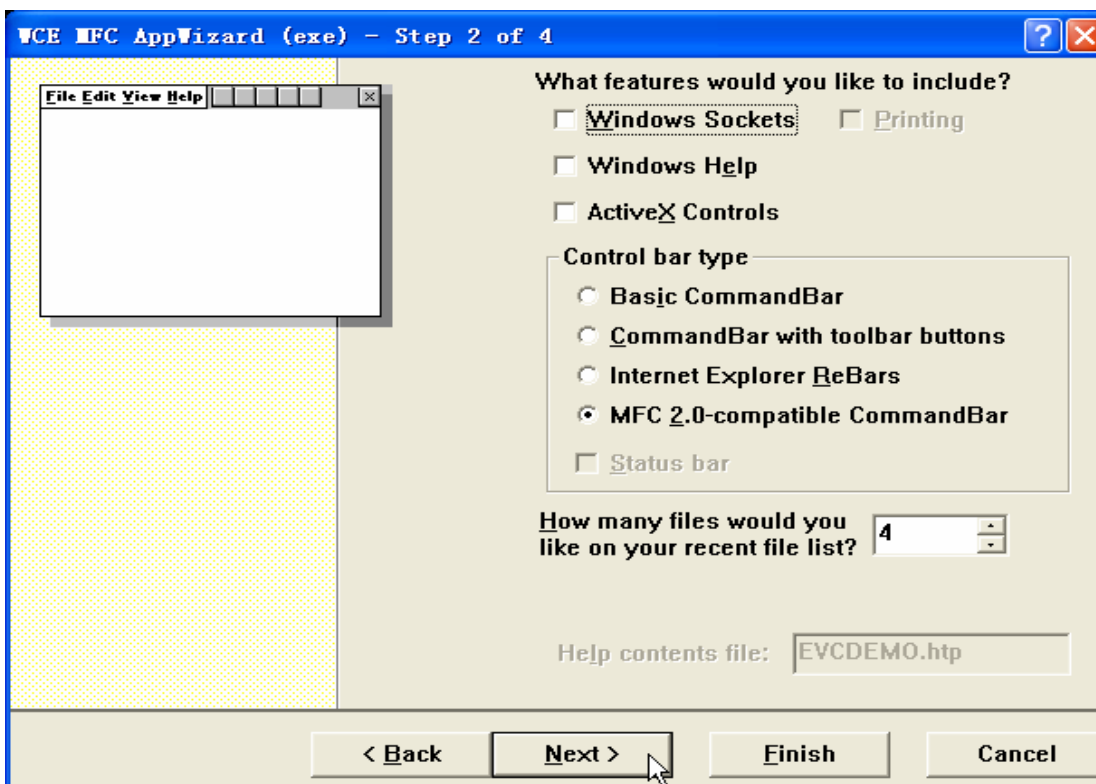 WCE MFC AppWizard (exe) - Step 2 of 4
File Edit View Help
What features would you like to include?
Windows Sockets Printing
Windows Help
ActiveX Controls
Control bar type
Basic CommandBar
CommandBar with toolbar buttons
Internet Explorer ReBars
MFC 2.0-compatible CommandBar
Status bar
How many files would you
like on your recent file list? 4
Help contents file: EVCDEMO.htp
< Back Next > Finish Cancel